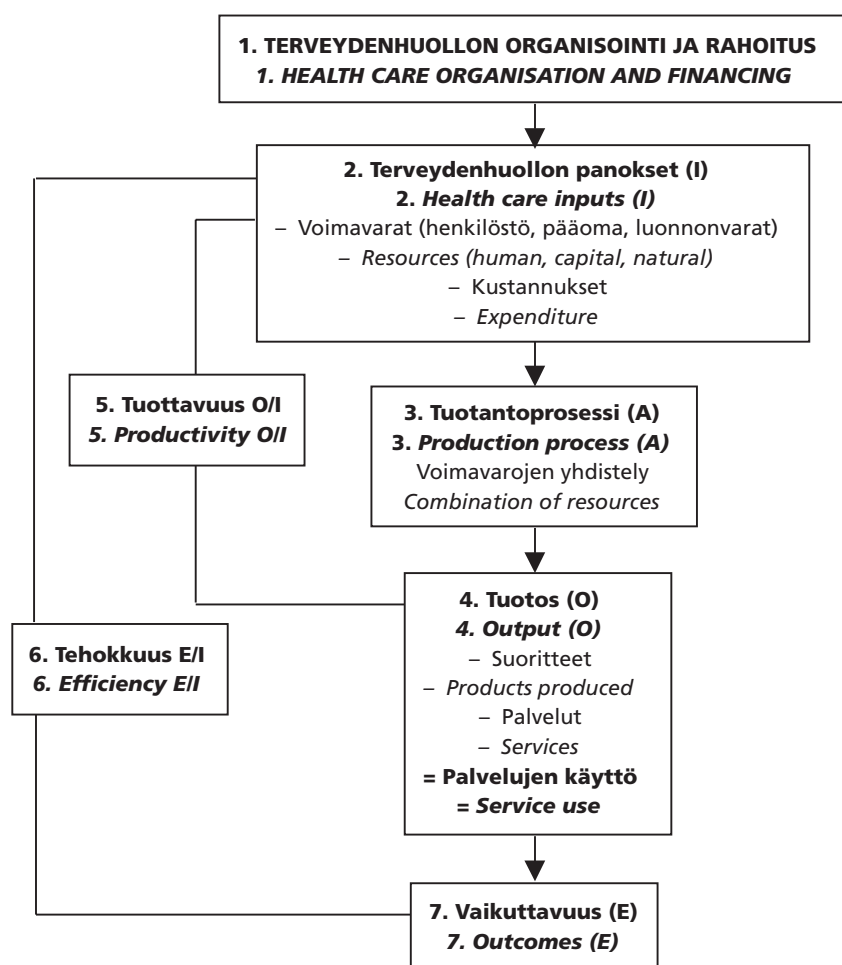 1. TERVEYDENHUOLLON ORGANISOINTI JA RAHOITUS
1. HEALTH CARE ORGANISATION AND FINANCING
2. Terveydenhuollon panokset (I)
2. Health care inputs (I)
– Voimavarat (henkilöstö, pääoma, luonnonvarat)
– Resources (human, capital, natural)
– Kustannukset
– Expenditure
5. Tuottavuus O/I
5. Productivity O/I
3. Tuotantoprosessi (A)
3. Production process (A)
Voimavarojen yhdistely
Combination of resources
4. Tuotos (O)
4. Output (O)
– Suoritteet
– Products produced
– Palvelut
– Services
= Palvelujen käyttö
= Service use
6. Tehokkuus E/I
6. Efficiency E/I
7. Vaikuttavuus (E)
7. Outcomes (E)